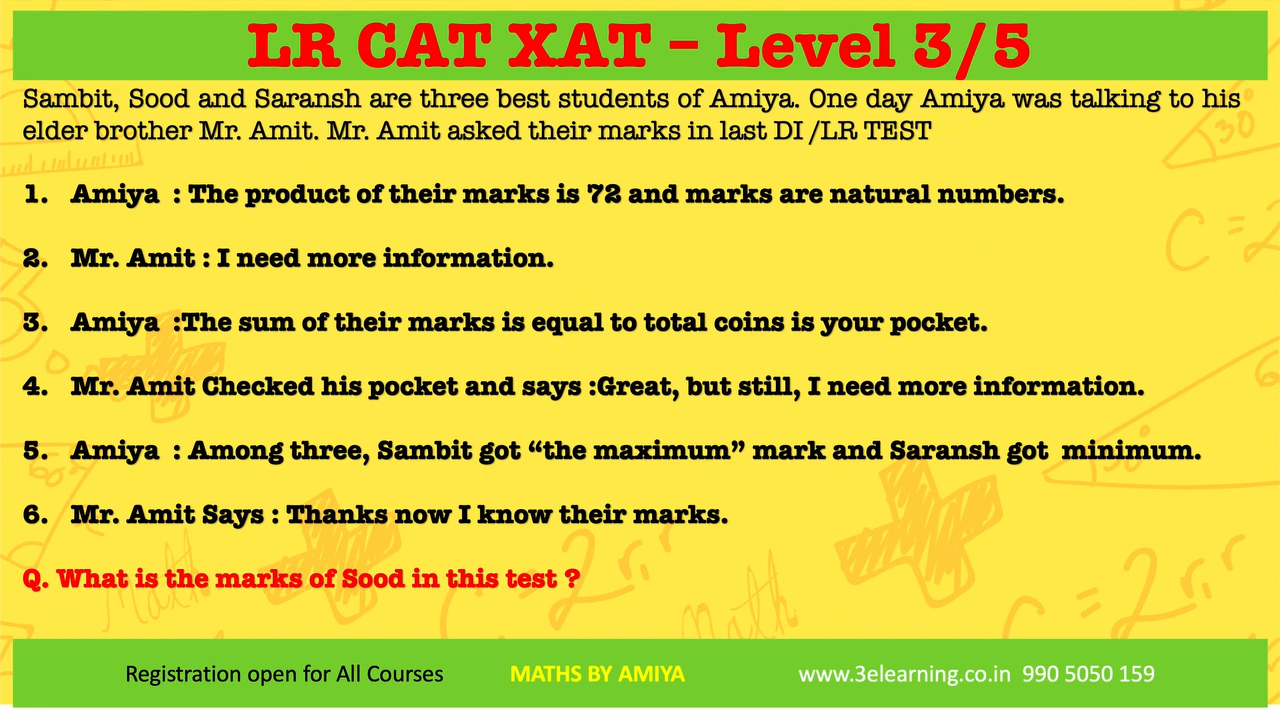 LR CAT XAT – Level 3/5
Sambit, Sood and Saransh are three best students of Amiya. One day Amiya was talking to his
elder brother Mr. Amit. Mr. Amit asked their marks in last DI /LR TEST
1. Amiya : The product of their marks is 72 and marks are natural numbers.
2. Mr. Amit : I need more information.
3. Amiya :The sum of their marks is equal to total coins is your pocket.
4. Mr. Amit Checked his pocket and says :Great, but still, I need more information.
5. Amiya : Among three, Sambit got “the maximum” mark and Saransh got minimum.
6. Mr. Amit Says : Thanks now I know their marks.
Q. What is the marks of Sood in this test ?
Registration open for All Courses MATHS BY AMIYA www.3elearning.co.in 990 5050 159